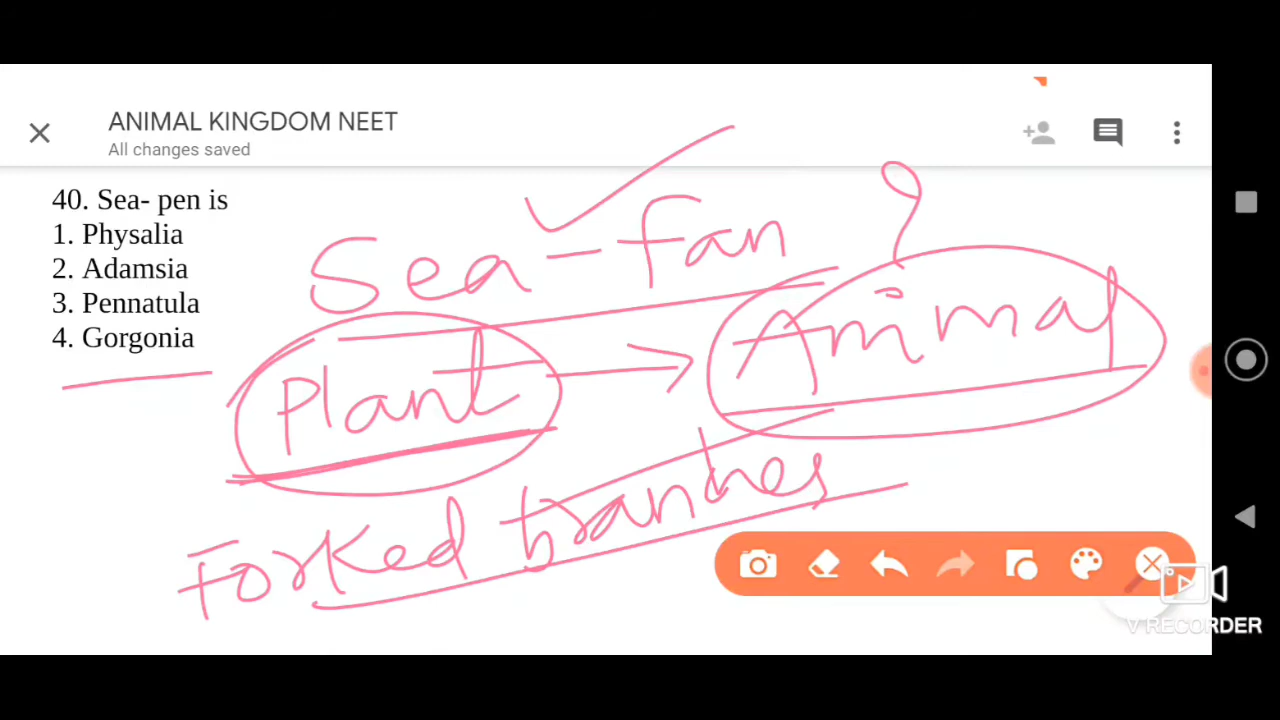 ANIMAL KINGDOM NEET
All changes saved
40. Sea- pen is
1. Physalia
2. Adamsia
3. Pennatula
4. Gorgonia
Sea - fan
Plant → Animal
Forked branhes
V RECORDER